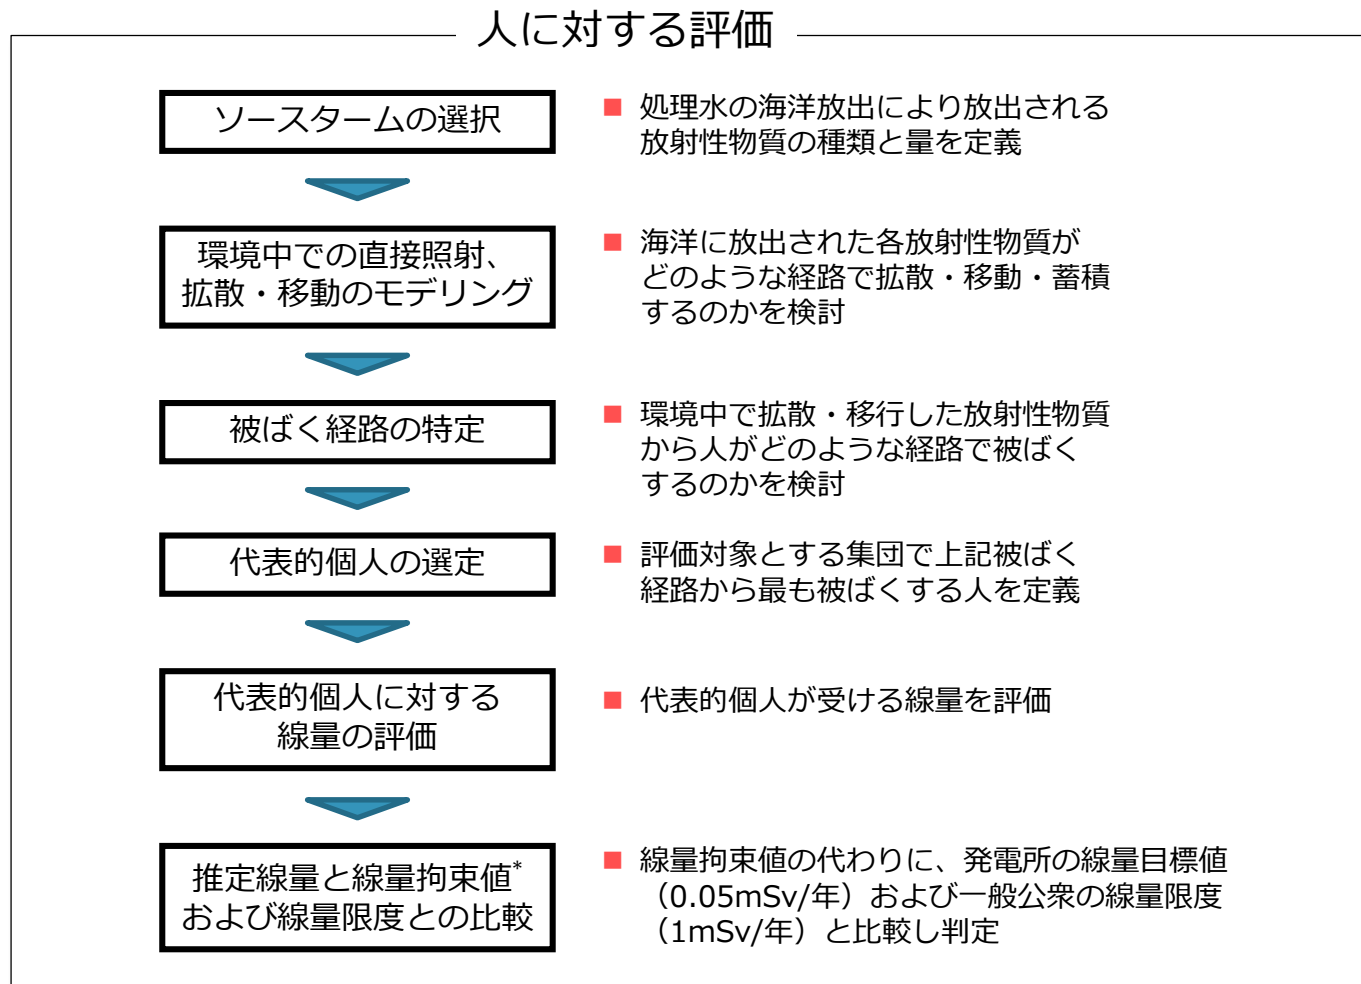 人に対する評価
ソースタームの選択
■ 処理水の海洋放出により放出される
放射性物質の種類と量を定義
環境中での直接照射、
拡散・移動のモデリング
■ 海洋に放出された各放射性物質が
どのような経路で拡散・移動・蓄積
するのかを検討
被ばく経路の特定
■ 環境中で拡散・移行した放射性物質
から人がどのような経路で被ばく
するのかを検討
代表的個人の選定
■ 評価対象とする集団で上記被ばく
経路から最も被ばくする人を定義
代表的個人に対する
線量の評価
■ 代表的個人が受ける線量を評価
推定線量と線量拘束値*
および線量限度との比較
■ 線量拘束値の代わりに、発電所の線量目標値
（0.05mSv/年）および一般公衆の線量限度
（1mSv/年）と比較し判定